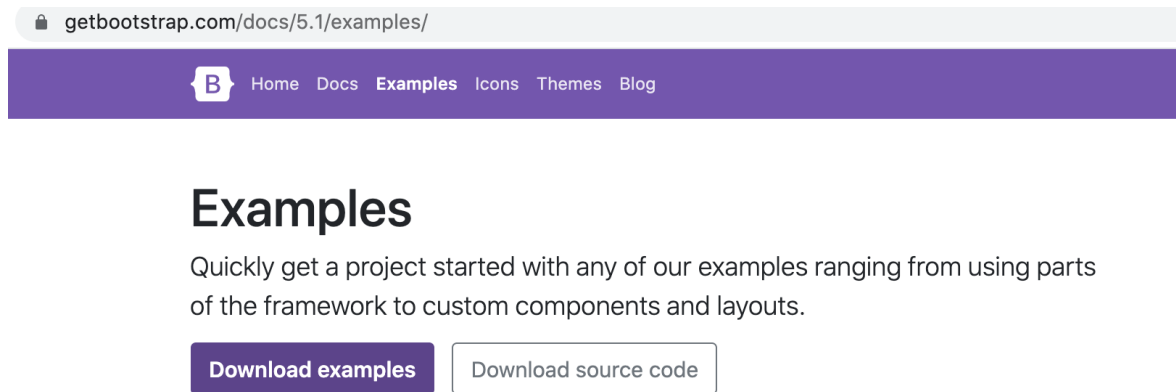 getbootstrap.com/docs/5.1/examples/
B Home Docs Examples Icons Themes Blog
Examples
Quickly get a project started with any of our examples ranging from using parts
of the framework to custom components and layouts.
Download examples Download source code